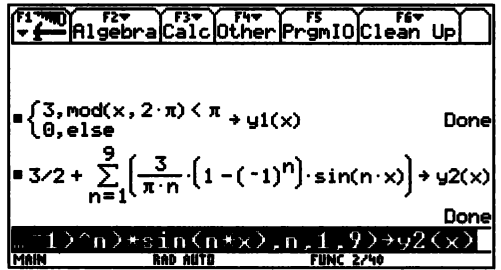 F1 F2 Algebra F3 Calc F4 Other F5 PrgmIO F6 Clean Up
▪{3,mod(x, 2·π) < π
0,else → y1(x) Done
▪ 3/2 + 9∑n=1(3/(π·n)·(1 - (-1)^n)·sin(n·x)) → y2(x)
Done
…-1)^n)*sin(n*x),n,1,9)→y2(x)
MAIN RAD AUTO FUNC 2/40